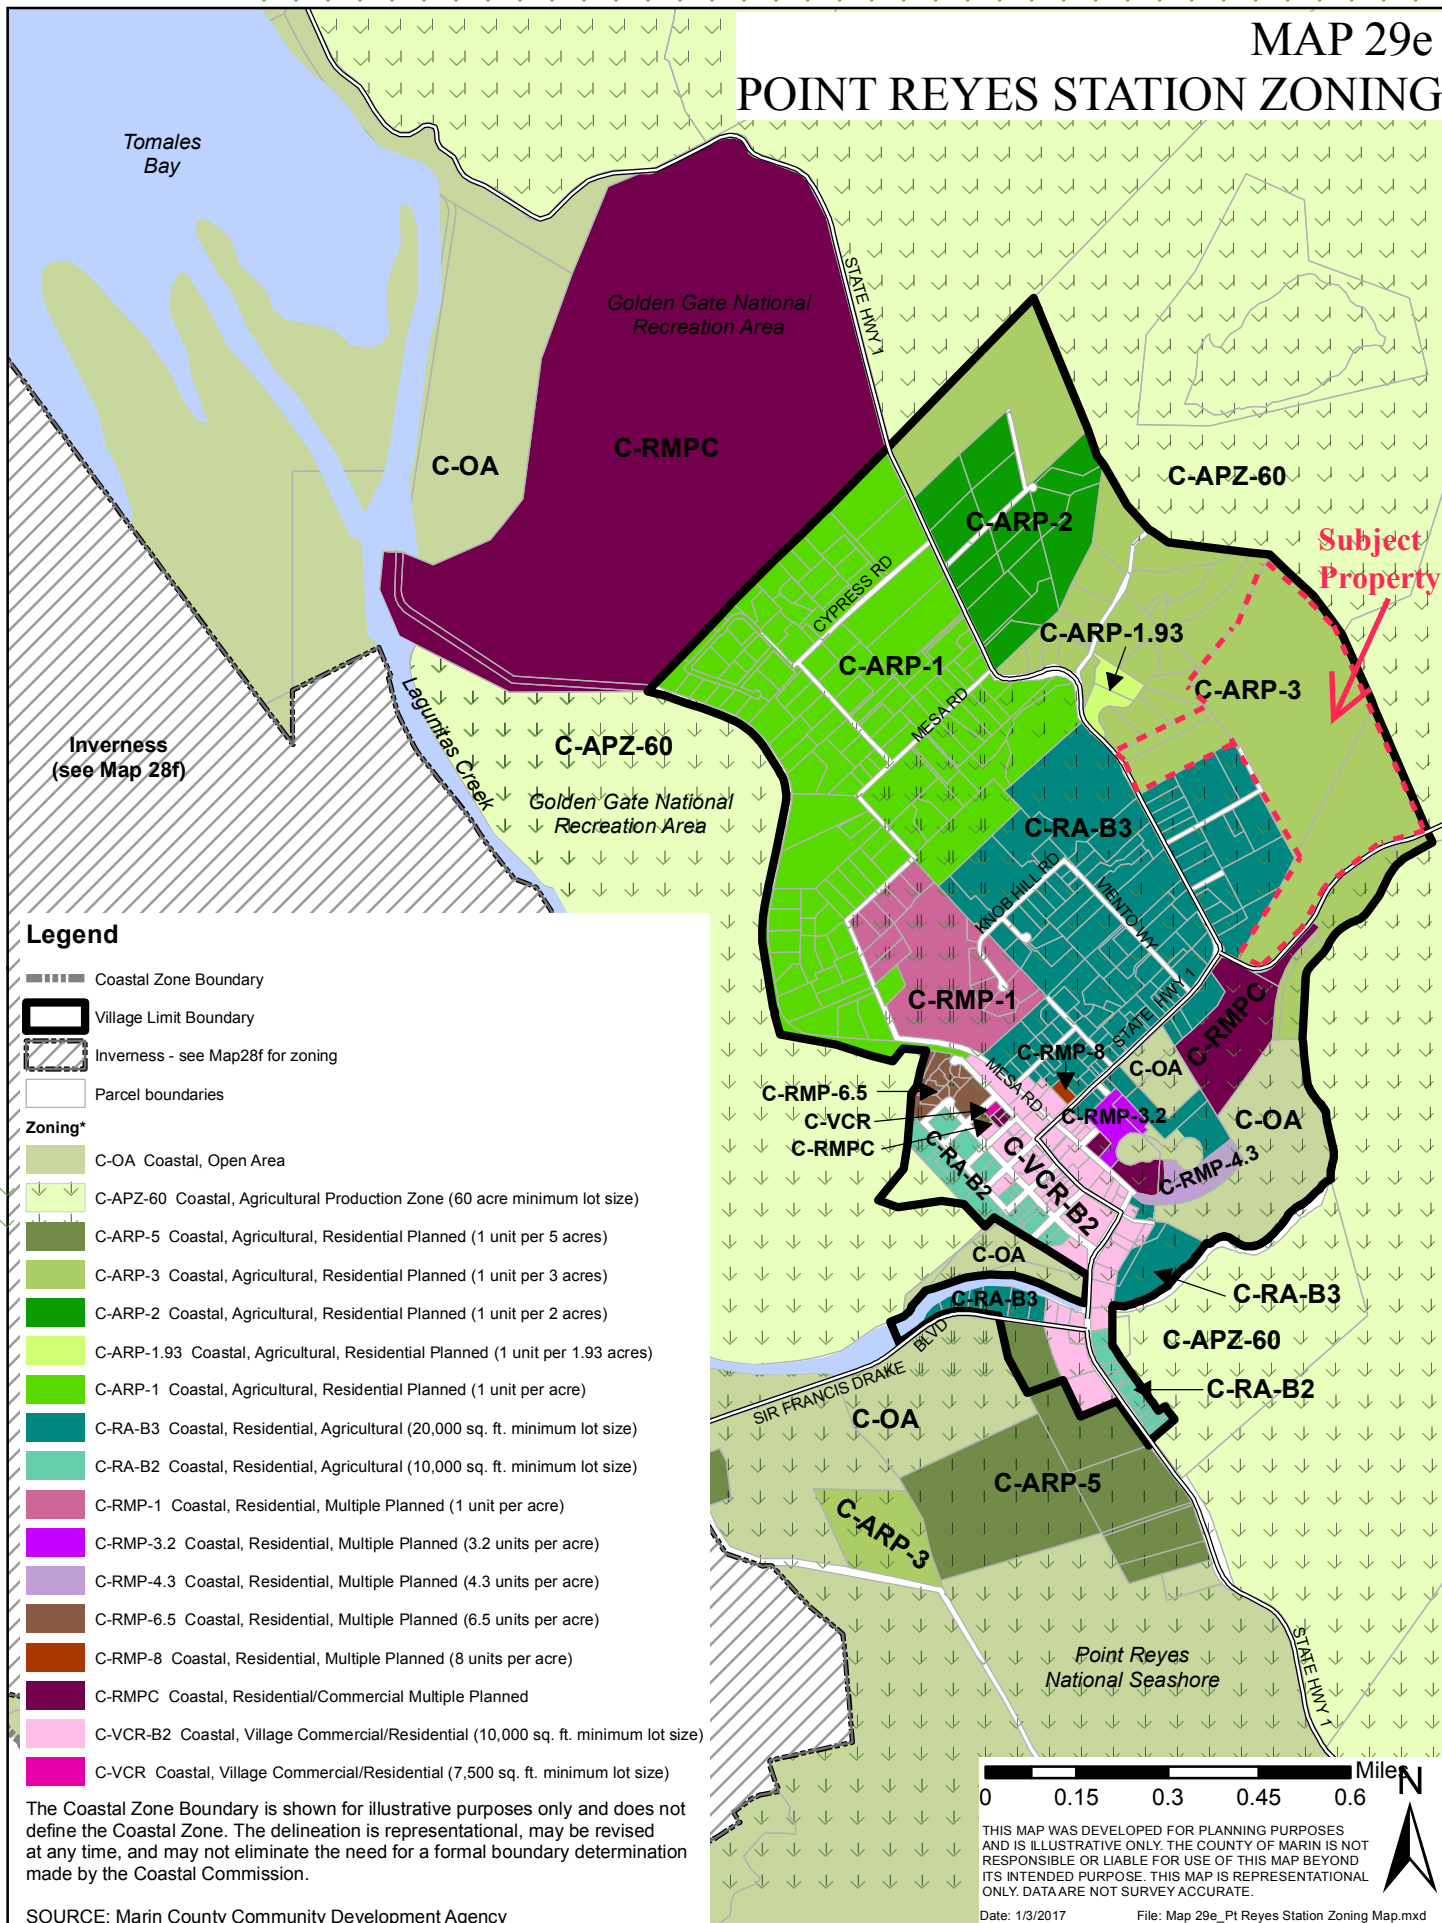 MAP 29e
POINT REYES STATION ZONING
Tomales
Bay
Golden Gate National
Recreation Area
STATE HWY 1
C-OA
C-RMPC
C-APZ-60
C-ARP-2
Subject
Property
CYPRESS RD
C-ARP-1.93
C-ARP-1
C-ARP-3
MESA RD
Lagunitas Creek
Inverness
(see Map 28f)
C-APZ-60
Golden Gate National
Recreation Area
C-RA-B3
KNOB HILL RD
VIENTO WY
C-RMP-1
STATE HWY 1
C-RMPC
C-RMP-8
C-OA
MESA RD
C-RMP-6.5
C-VCR
C-RMPC
C-RMP-3.2
C-OA
C-RA-B2
C-VCR-B2
C-RMP-4.3
C-OA
C-RA-B3
C-RA-B3
C-APZ-60
C-RA-B2
SIR FRANCIS DRAKE BLVD
C-OA
C-ARP-5
C-ARP-3
Point Reyes
National Seashore
STATE HWY 1
Legend
Coastal Zone Boundary
Village Limit Boundary
Inverness - see Map28f for zoning
Parcel boundaries
Zoning*
C-OA Coastal, Open Area
C-APZ-60 Coastal, Agricultural Production Zone (60 acre minimum lot size)
C-ARP-5 Coastal, Agricultural, Residential Planned (1 unit per 5 acres)
C-ARP-3 Coastal, Agricultural, Residential Planned (1 unit per 3 acres)
C-ARP-2 Coastal, Agricultural, Residential Planned (1 unit per 2 acres)
C-ARP-1.93 Coastal, Agricultural, Residential Planned (1 unit per 1.93 acres)
C-ARP-1 Coastal, Agricultural, Residential Planned (1 unit per acre)
C-RA-B3 Coastal, Residential, Agricultural (20,000 sq. ft. minimum lot size)
C-RA-B2 Coastal, Residential, Agricultural (10,000 sq. ft. minimum lot size)
C-RMP-1 Coastal, Residential, Multiple Planned (1 unit per acre)
C-RMP-3.2 Coastal, Residential, Multiple Planned (3.2 units per acre)
C-RMP-4.3 Coastal, Residential, Multiple Planned (4.3 units per acre)
C-RMP-6.5 Coastal, Residential, Multiple Planned (6.5 units per acre)
C-RMP-8 Coastal, Residential, Multiple Planned (8 units per acre)
C-RMPC Coastal, Residential/Commercial Multiple Planned
C-VCR-B2 Coastal, Village Commercial/Residential (10,000 sq. ft. minimum lot size)
C-VCR Coastal, Village Commercial/Residential (7,500 sq. ft. minimum lot size)
The Coastal Zone Boundary is shown for illustrative purposes only and does not
define the Coastal Zone. The delineation is representational, may be revised
at any time, and may not eliminate the need for a formal boundary determination
made by the Coastal Commission.
SOURCE: Marin County Community Development Agency
Miles
0 0.15 0.3 0.45 0.6
N
THIS MAP WAS DEVELOPED FOR PLANNING PURPOSES
AND IS ILLUSTRATIVE ONLY. THE COUNTY OF MARIN IS NOT
RESPONSIBLE OR LIABLE FOR USE OF THIS MAP BEYOND
ITS INTENDED PURPOSE. THIS MAP IS REPRESENTATIONAL
ONLY. DATA ARE NOT SURVEY ACCURATE.
Date: 1/3/2017 File: Map 29e_Pt Reyes Station Zoning Map.mxd